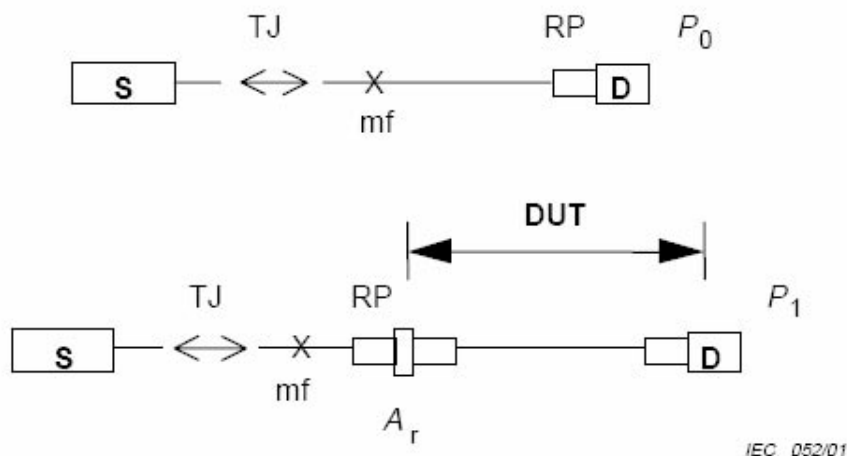 TJ RP P0
S D
X
mf
DUT
TJ RP P1
S X D
mf
Ar
IEC 052/01